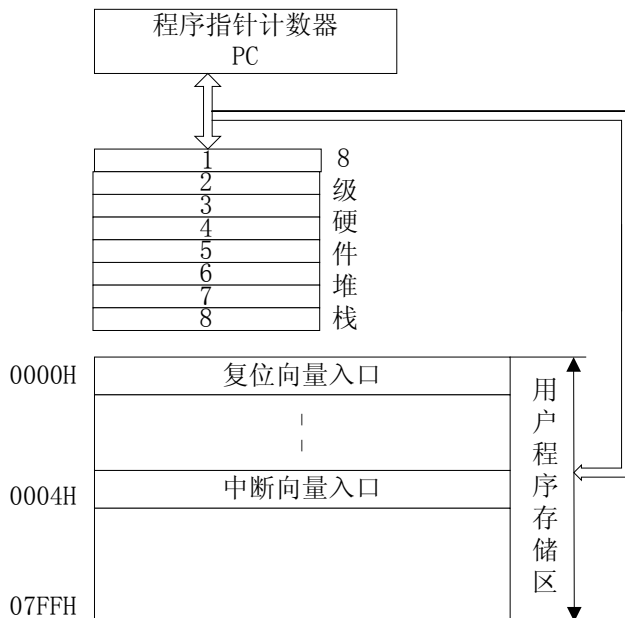 程序指针计数器
PC
1
2
3
4
5
6
7
8
8级硬件堆栈
0000H
复位向量入口
0004H
中断向量入口
07FFH
用户程序存储区